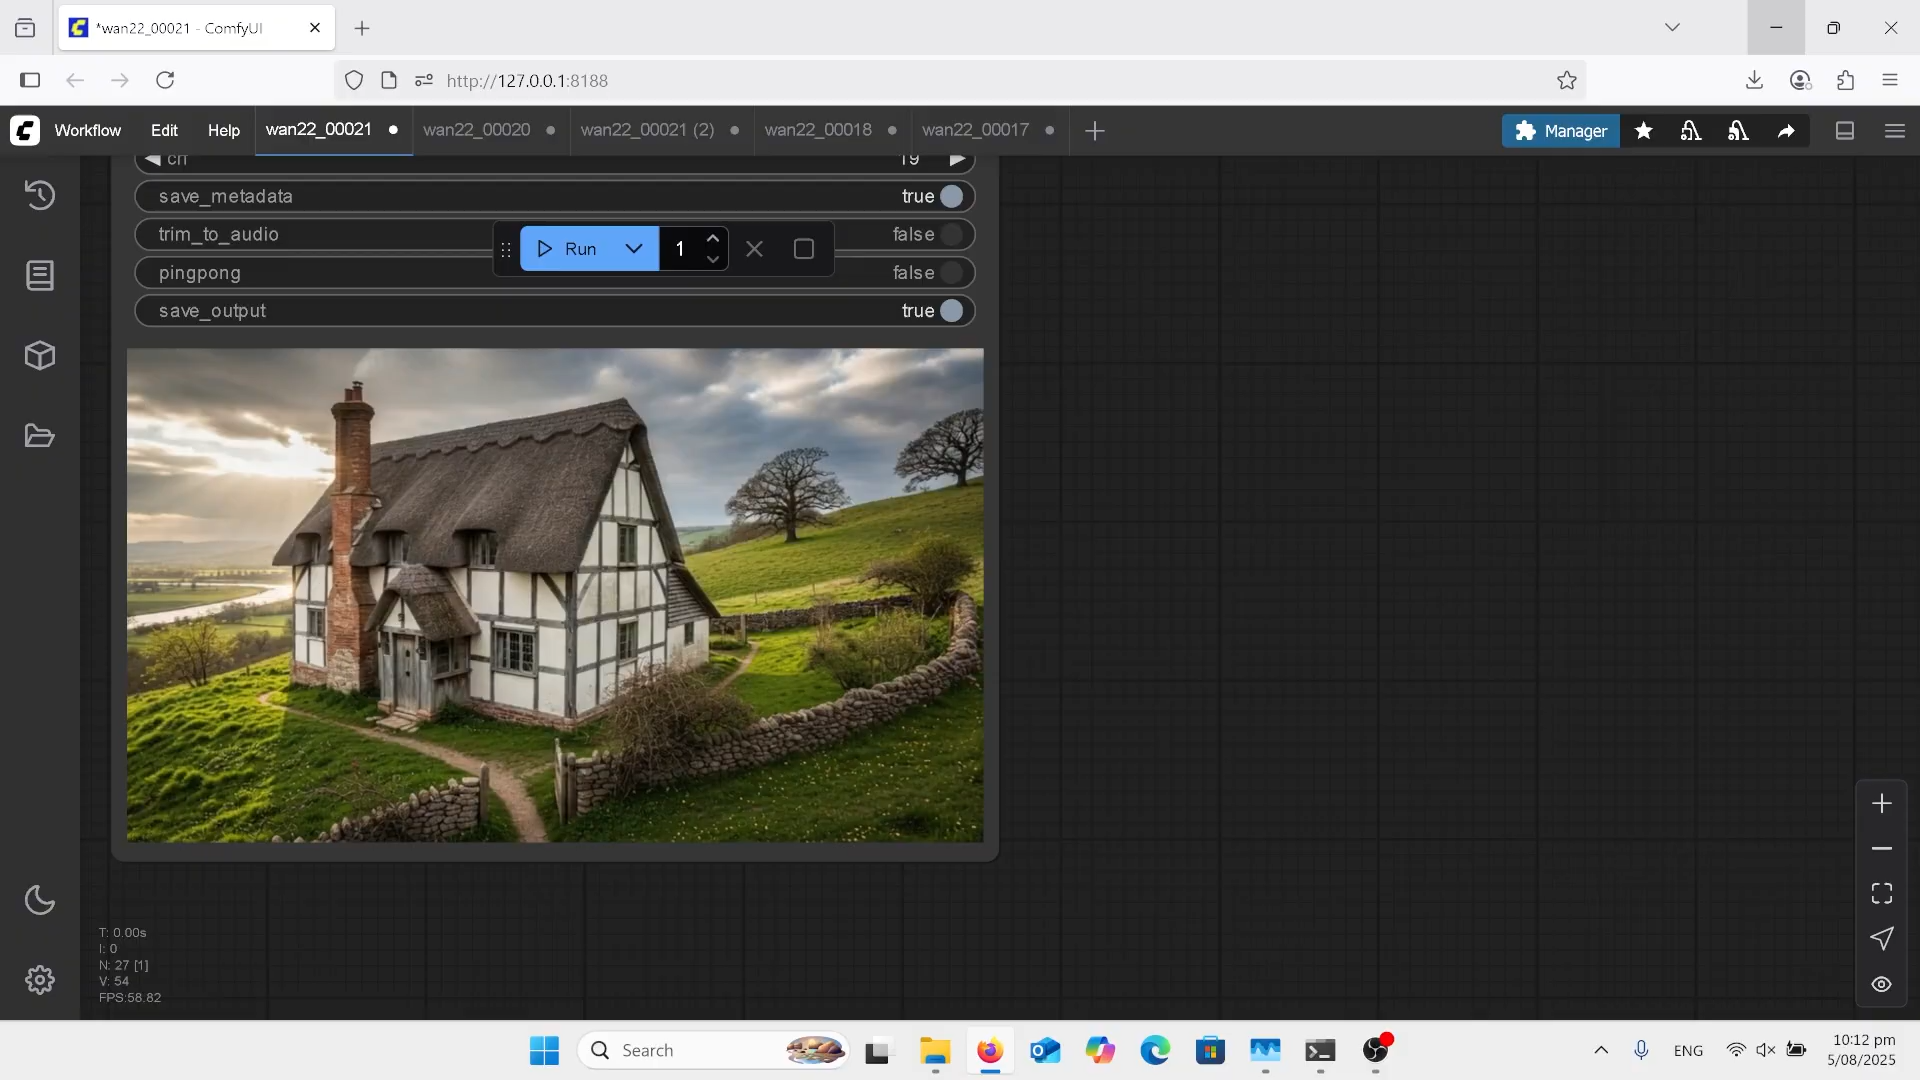 *wan22_00021 - ComfyUI
http://127.0.0.1:8188
Workflow Edit Help wan22_00021 wan22_00020 wan22_00021 (2) wan22_00018 wan22_00017 Manager
crf 19
save_metadata true
trim_to_audio false
Run 1
pingpong false
save_output true
T: 0.00s
I: 0
N: 27 [1]
V: 54
FPS:58.82
Search
ENG
10:12 pm
5/08/2025